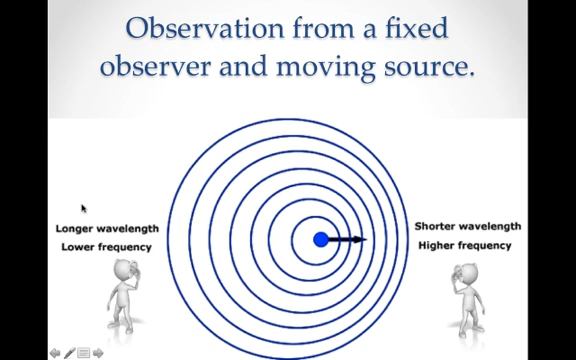 Observation from a fixed
observer and moving source.
Longer wavelength
Lower frequency
Shorter wavelength
Higher frequency